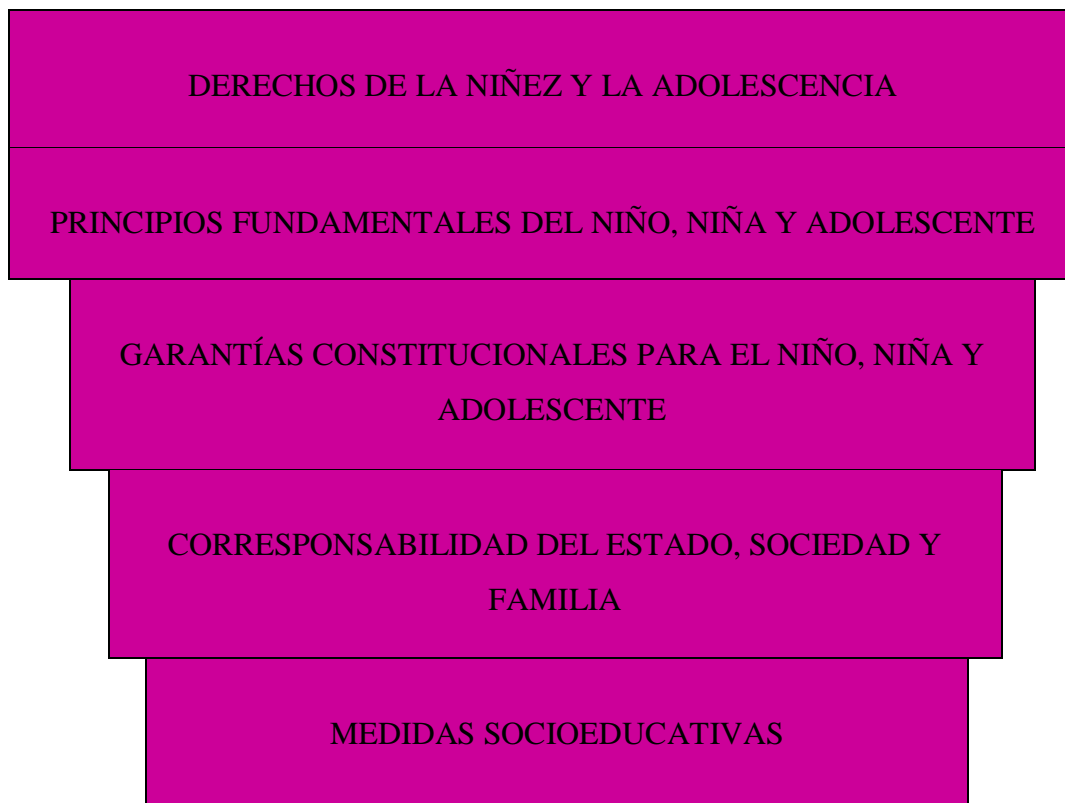 DERECHOS DE LA NIÑEZ Y LA ADOLESCENCIA
PRINCIPIOS FUNDAMENTALES DEL NIÑO, NIÑA Y ADOLESCENTE
GARANTÍAS CONSTITUCIONALES PARA EL NIÑO, NIÑA Y
ADOLESCENTE
CORRESPONSABILIDAD DEL ESTADO, SOCIEDAD Y
FAMILIA
MEDIDAS SOCIOEDUCATIVAS